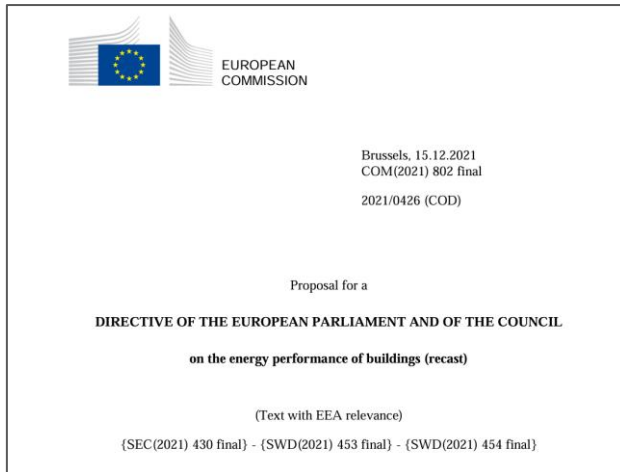 EUROPEAN
COMMISSION
Brussels, 15.12.2021
COM(2021) 802 final
2021/0426 (COD)
Proposal for a
DIRECTIVE OF THE EUROPEAN PARLIAMENT AND OF THE COUNCIL
on the energy performance of buildings (recast)
(Text with EEA relevance)
{SEC(2021) 430 final} - {SWD(2021) 453 final} - {SWD(2021) 454 final}